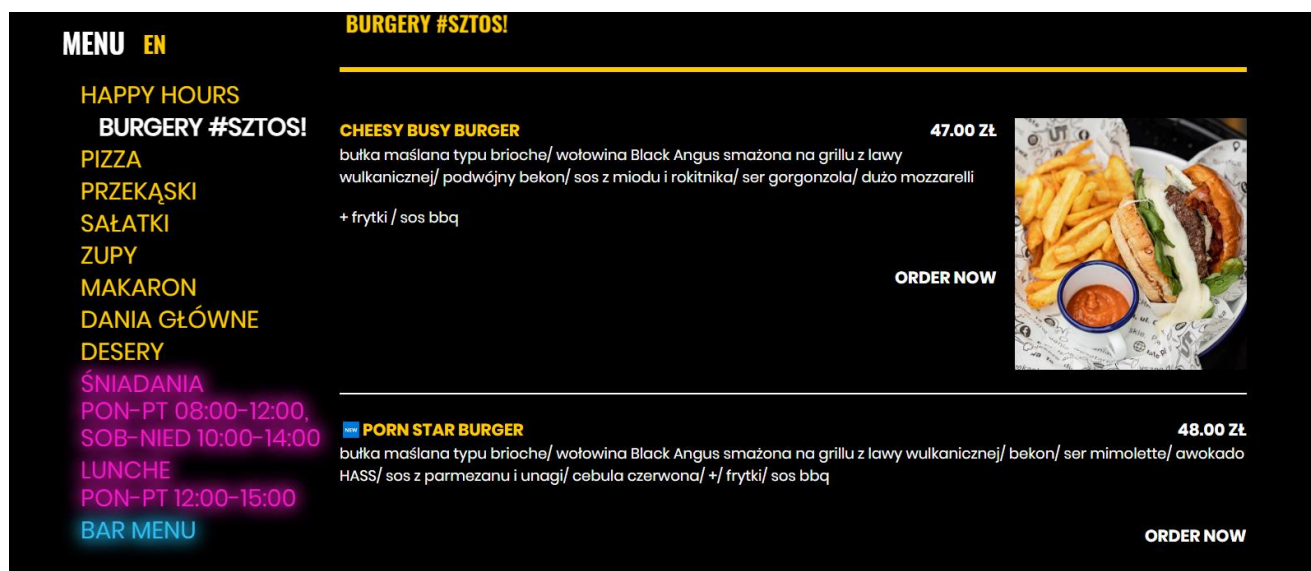 MENU EN
HAPPY HOURS
BURGERY #SZTOS!
PIZZA
PRZEKĄSKI
SAŁATKI
ZUPY
MAKARON
DANIA GŁÓWNE
DESERY
ŚNIADANIA
PON-PT 08:00-12:00,
SOB-NIED 10:00-14:00
LUNCHE
PON-PT 12:00-15:00
BAR MENU
BURGERY #SZTOS!
CHEESY BUSY BURGER 47.00 ZŁ
bułka maślana typu brioche/ wołowina Black Angus smażona na grillu z lawy
wulkanicznej/ podwójny bekon/ sos z miodu i rokitnika/ ser gorgonzola/ dużo mozzarelli
+ frytki / sos bbq
ORDER NOW
NEW PORN STAR BURGER 48.00 ZŁ
bułka maślana typu brioche/ wołowina Black Angus smażona na grillu z lawy wulkanicznej/ bekon/ ser mimolette/ awokado
HASS/ sos z parmezanu i unagi/ cebula czerwona/ +/ frytki/ sos bbq
ORDER NOW